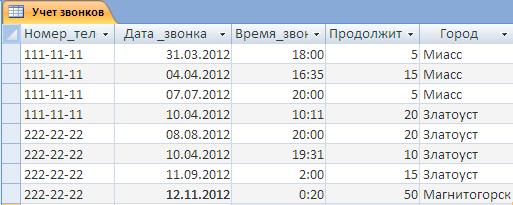 Учет звонков
Номер_тел Дата _звонка Время_звон Продолжит Город
111-11-11 31.03.2012 18:00 5 Миасс
111-11-11 04.04.2012 16:35 15 Миасс
111-11-11 07.07.2012 20:00 5 Миасс
111-11-11 10.04.2012 10:11 20 Златоуст
222-22-22 08.08.2012 20:00 20 Златоуст
222-22-22 10.04.2012 19:31 10 Златоуст
222-22-22 11.09.2012 2:00 15 Златоуст
222-22-22 12.11.2012 0:20 50 Магнитогорск